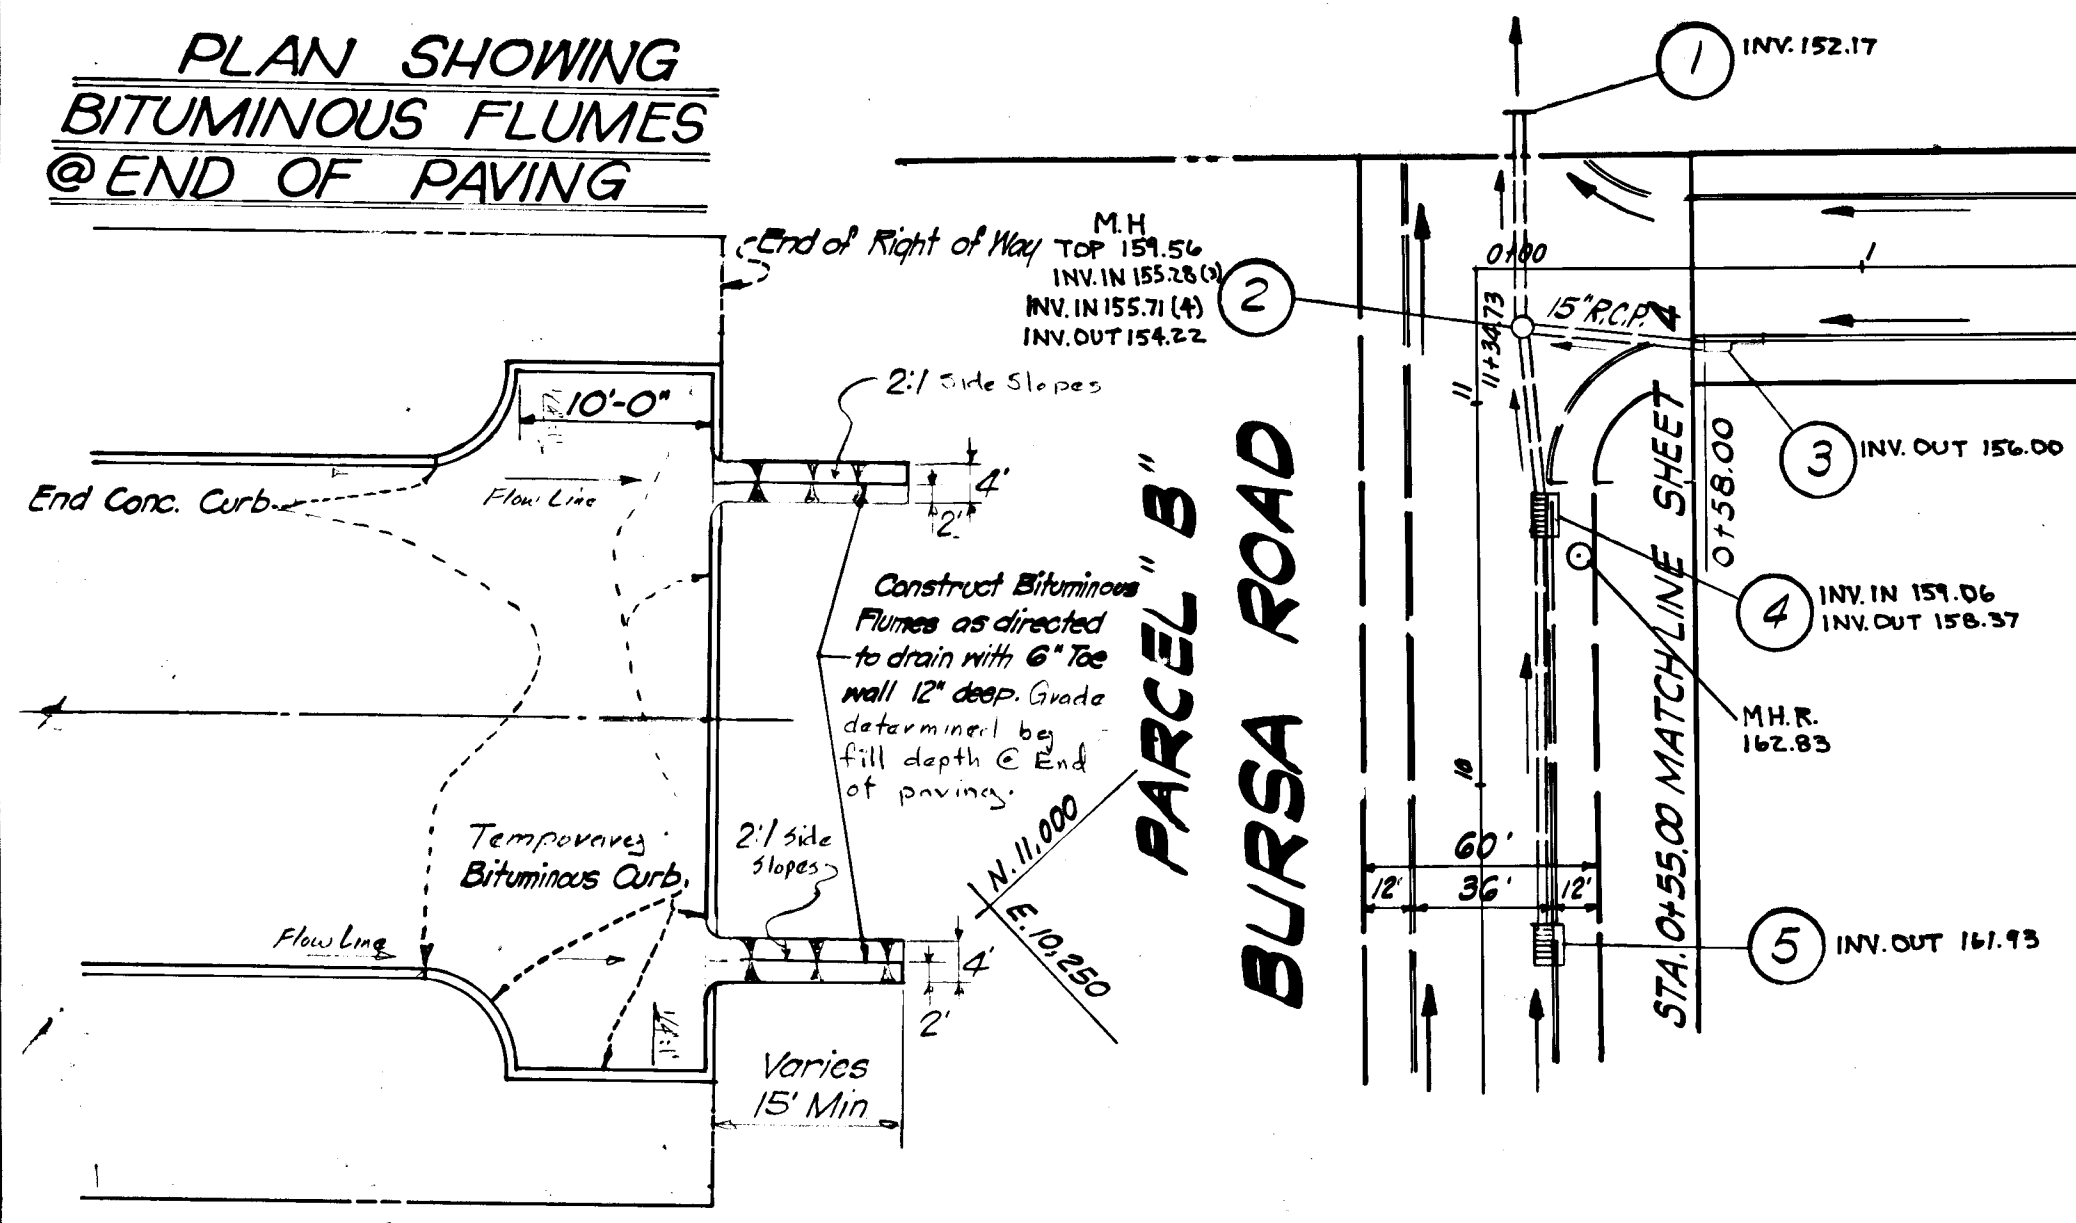 PLAN SHOWING
BITUMINOUS FLUMES
@ END OF PAVING
End of Right of Way
10'-0"
2:1 Side Slopes
4'
2'
End Conc. Curb
Flow Line
Construct Bituminous
Flumes as directed
to drain with 6" Toe
wall 12" deep. Grade
determined by
fill depth @ End
of paving.
Temporary
Bituminous Curb.
2:1 Side
Slopes
Flow Line
4'
2'
Varies
15' Min
N. 11,000
E. 10,250
PARCEL "B"
BURSA ROAD
1
INV. 152.17
M.H
TOP 159.56
INV. IN 155.28 (3)
INV. IN 155.71 (4)
INV. OUT 154.22
2
0+00
1
15" R.C.P.
11+34.73
11
3
INV. OUT 156.00
0+58.00
4
INV. IN 159.06
INV. OUT 158.37
M.H.R.
162.83
10
60'
12'
36'
12'
5
INV. OUT 161.93
STA. 0+55.00 MATCH LINE SHEET 4